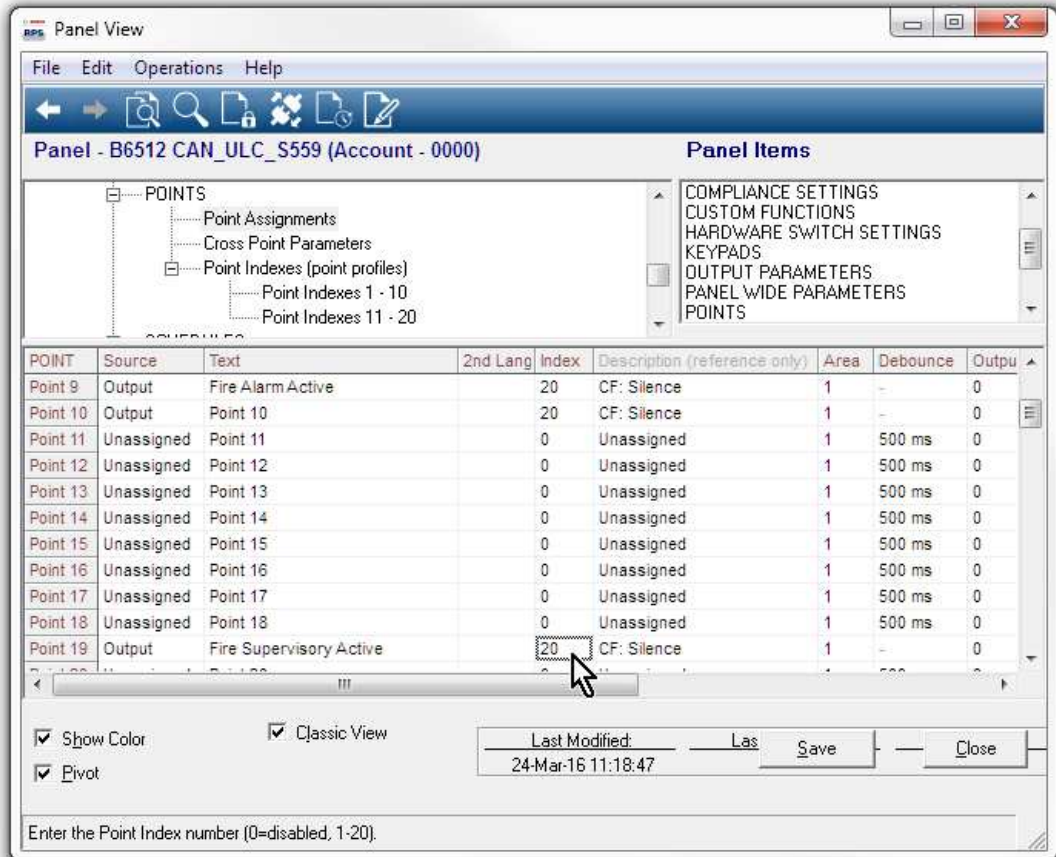 RPS Panel View
File Edit Operations Help
Panel - B6512 CAN_ULC_S559 (Account - 0000) Panel Items
POINTS
Point Assignments
Cross Point Parameters
Point Indexes (point profiles)
Point Indexes 1 - 10
Point Indexes 11 - 20
COMPLIANCE SETTINGS
CUSTOM FUNCTIONS
HARDWARE SWITCH SETTINGS
KEYPADS
OUTPUT PARAMETERS
PANEL WIDE PARAMETERS
POINTS
POINT Source Text 2nd Lang Index Description (reference only) Area Debounce Outpu
Point 9 Output Fire Alarm Active 20 CF: Silence 1 -  0
Point 10 Output Point 10 20 CF: Silence 1 - 0
Point 11 Unassigned Point 11 0 Unassigned 1 500 ms 0
Point 12 Unassigned Point 12 0 Unassigned 1 500 ms 0
Point 13 Unassigned Point 13 0 Unassigned 1 500 ms 0
Point 14 Unassigned Point 14 0 Unassigned 1 500 ms 0
Point 15 Unassigned Point 15 0 Unassigned 1 500 ms 0
Point 16 Unassigned Point 16 0 Unassigned 1 500 ms 0
Point 17 Unassigned Point 17 0 Unassigned 1 500 ms 0
Point 18 Unassigned Point 18 0 Unassigned 1 500 ms 0
Point 19 Output Fire Supervisory Active 20 CF: Silence 1 - 0
Show Color Classic View
Pivot
Last Modified: Las Save Close
24-Mar-16 11:18:47
Enter the Point Index number (0=disabled, 1-20).